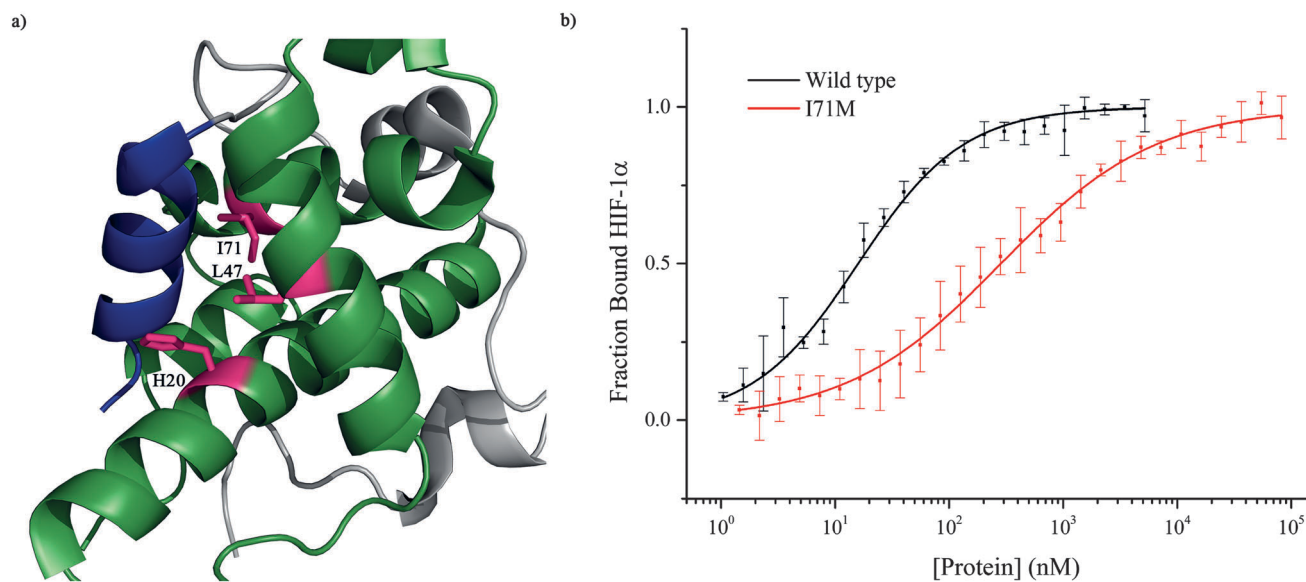 a)
I71
L47
H20
b)
Wild type
I71M
Fraction Bound HIF-1α
1.0
0.5
0.0
10⁰ 10¹ 10² 10³ 10⁴ 10⁵
[Protein] (nM)